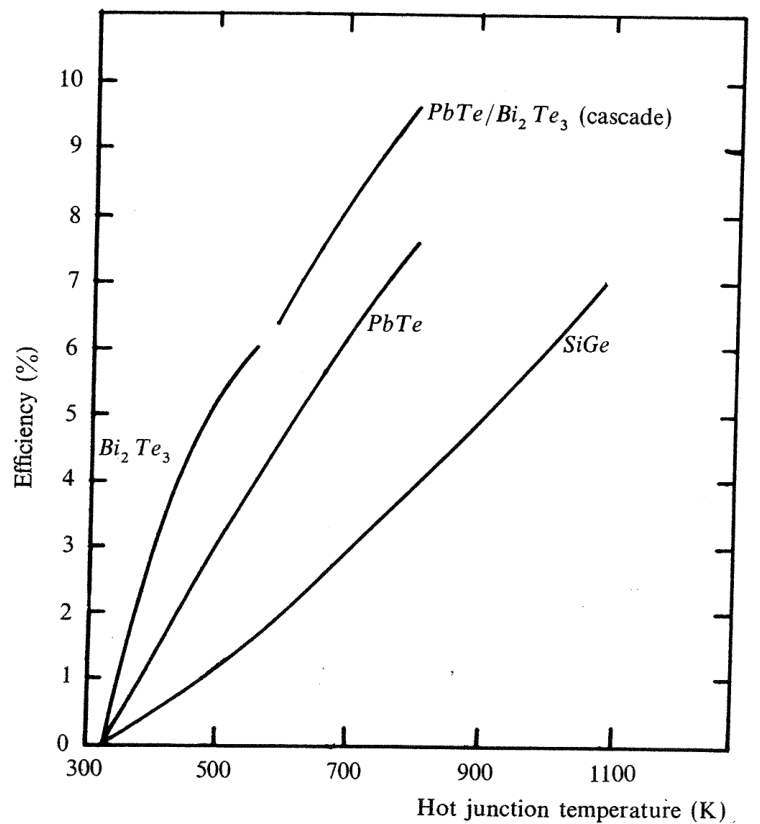 10
PbTe/Bi₂Te₃ (cascade)
9
8
7
PbTe
6
SiGe
5
Bi₂Te₃
4
3
2
1
0
300 500 700 900 1100
Efficiency (%)
Hot junction temperature (K)